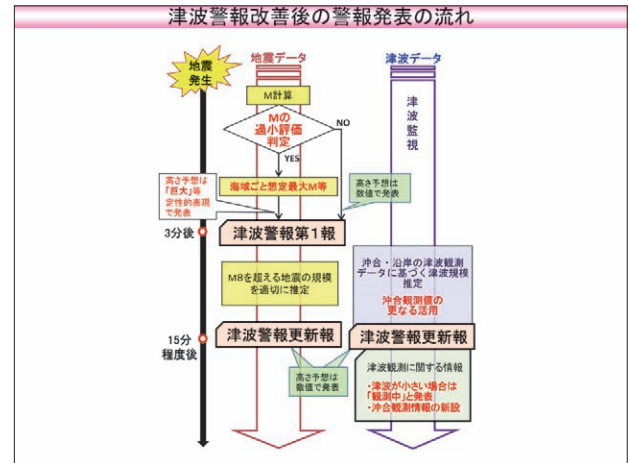 津波警報改善後の警報発表の流れ
地震
発生
地震データ
津波データ
M計算
Mの
過小評価
判定
NO
YES
津波監視
高さ予想は
「巨大」等
定性的表現
で発表
海域ごと想定最大M等
高さ予想は
数値で発表
3分後
津波警報第1報
M8を超える地震の規模
を適切に推定
沖合・沿岸の津波観測
データに基づく津波規模
推定
沖合観測値の
更なる活用
15分
程度後
津波警報更新報
津波警報更新報
高さ予想は
数値で発表
津波観測に関する情報
・津波が小さい場合は
「観測中」と発表
・沖合観測情報の新設